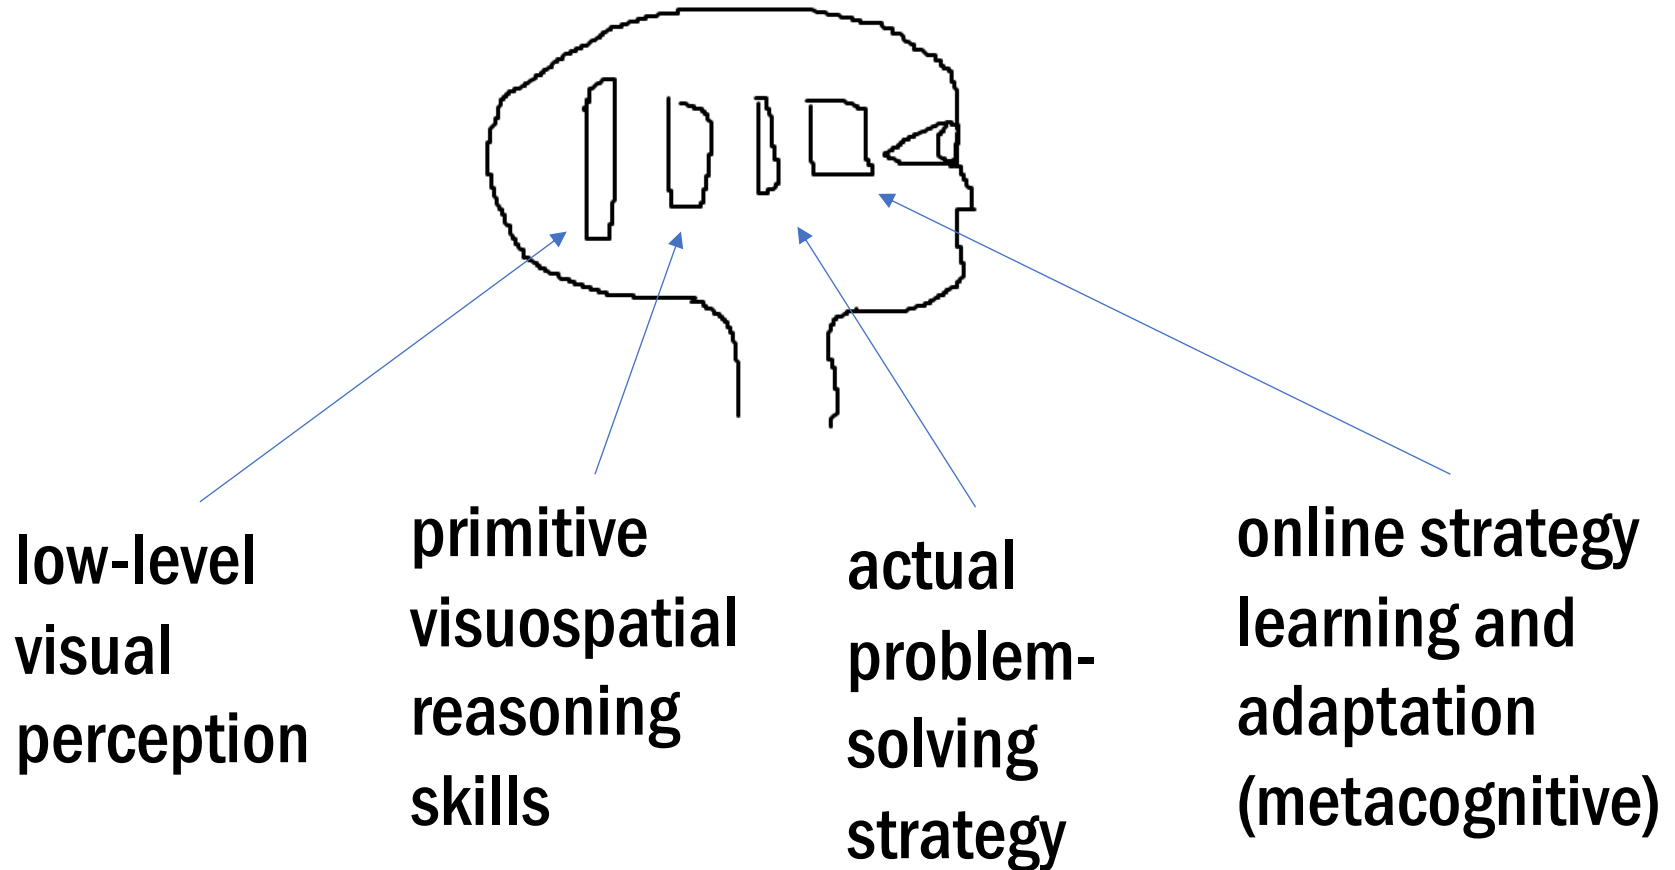 low-level
visual
perception
primitive
visuospatial
reasoning
skills
actual
problem-
solving
strategy
online strategy
learning and
adaptation
(metacognitive)